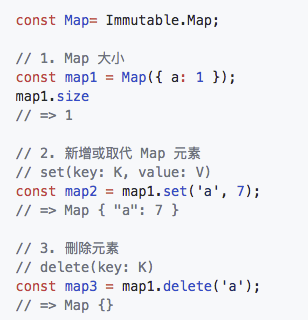 const Map= Immutable.Map;
// 1. Map 大小
const map1 = Map({ a: 1 });
map1.size
// => 1
// 2. 新增或取代 Map 元素
// set(key: K, value: V)
const map2 = map1.set('a', 7);
// => Map { "a": 7 }
// 3. 刪除元素
// delete(key: K)
const map3 = map1.delete('a');
// => Map {}